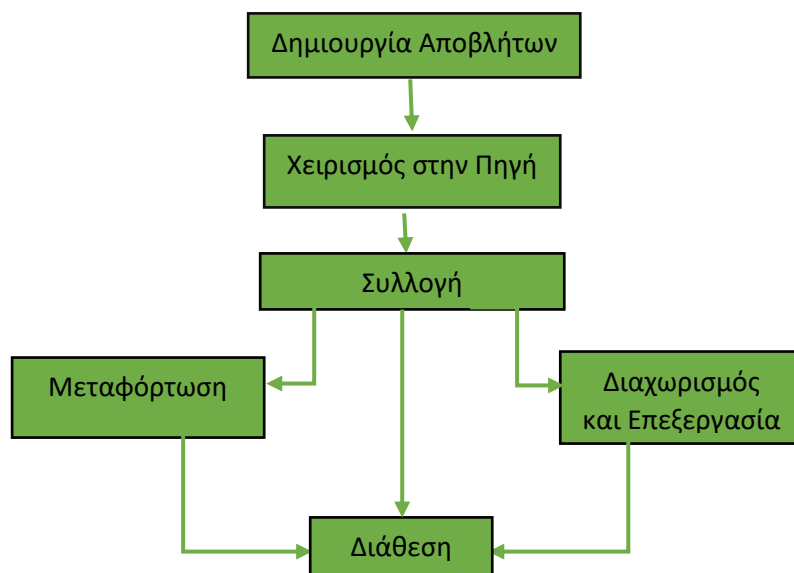 Δημιουργία Αποβλήτων
Χειρισμός στην Πηγή
Συλλογή
Μεταφόρτωση
Διαχωρισμός
και Επεξεργασία
Διάθεση